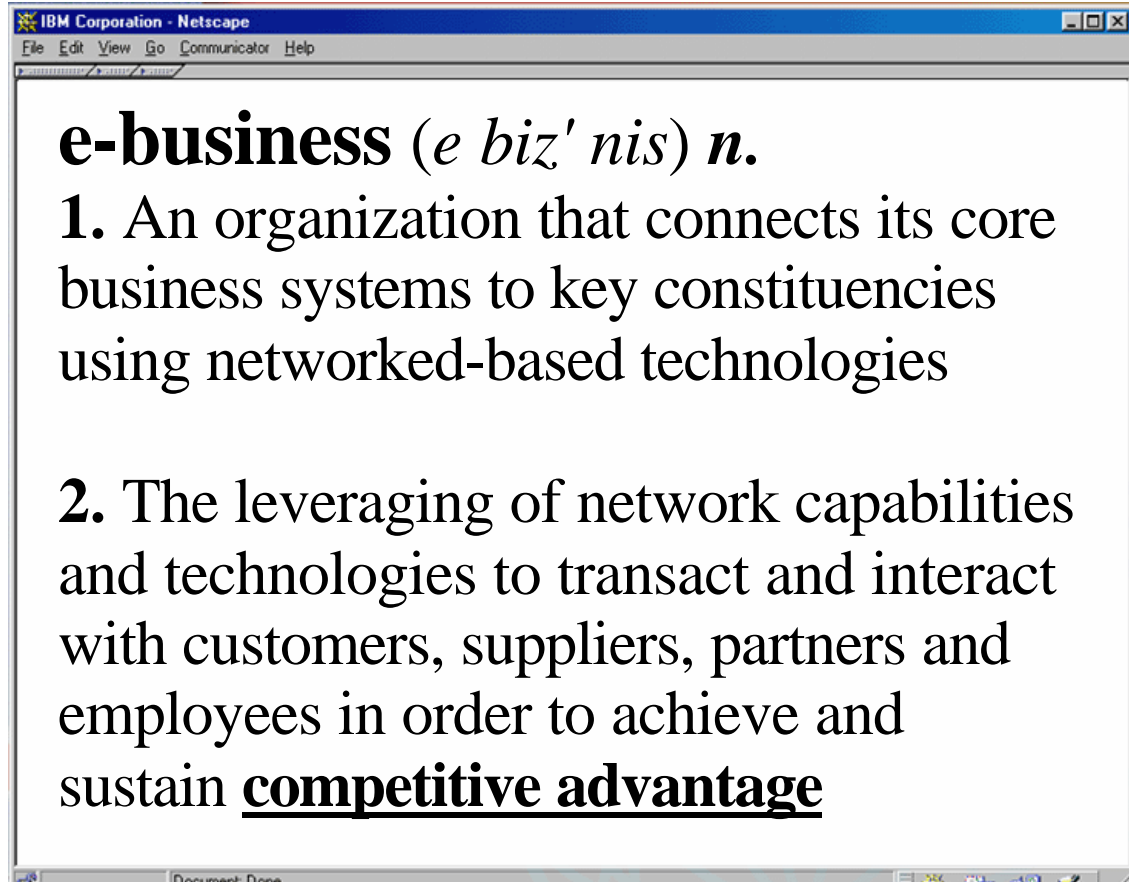 IBM Corporation - Netscape
File Edit View Go Communicator Help
e-business (e biz' nis) n.
1. An organization that connects its core
business systems to key constituencies
using networked-based technologies
2. The leveraging of network capabilities
and technologies to transact and interact
with customers, suppliers, partners and
employees in order to achieve and
sustain competitive advantage
Document: Done